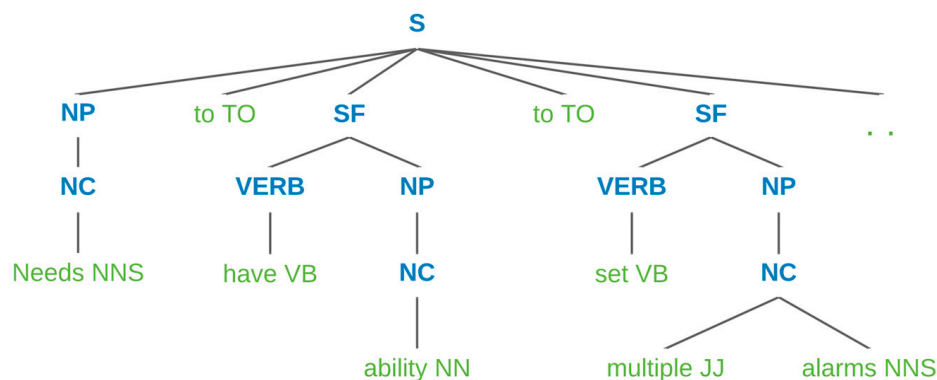 S
NP to TO SF to TO SF . .
NC VERB NP VERB NP
Needs NNS have VB NC set VB NC
ability NN multiple JJ alarms NNS